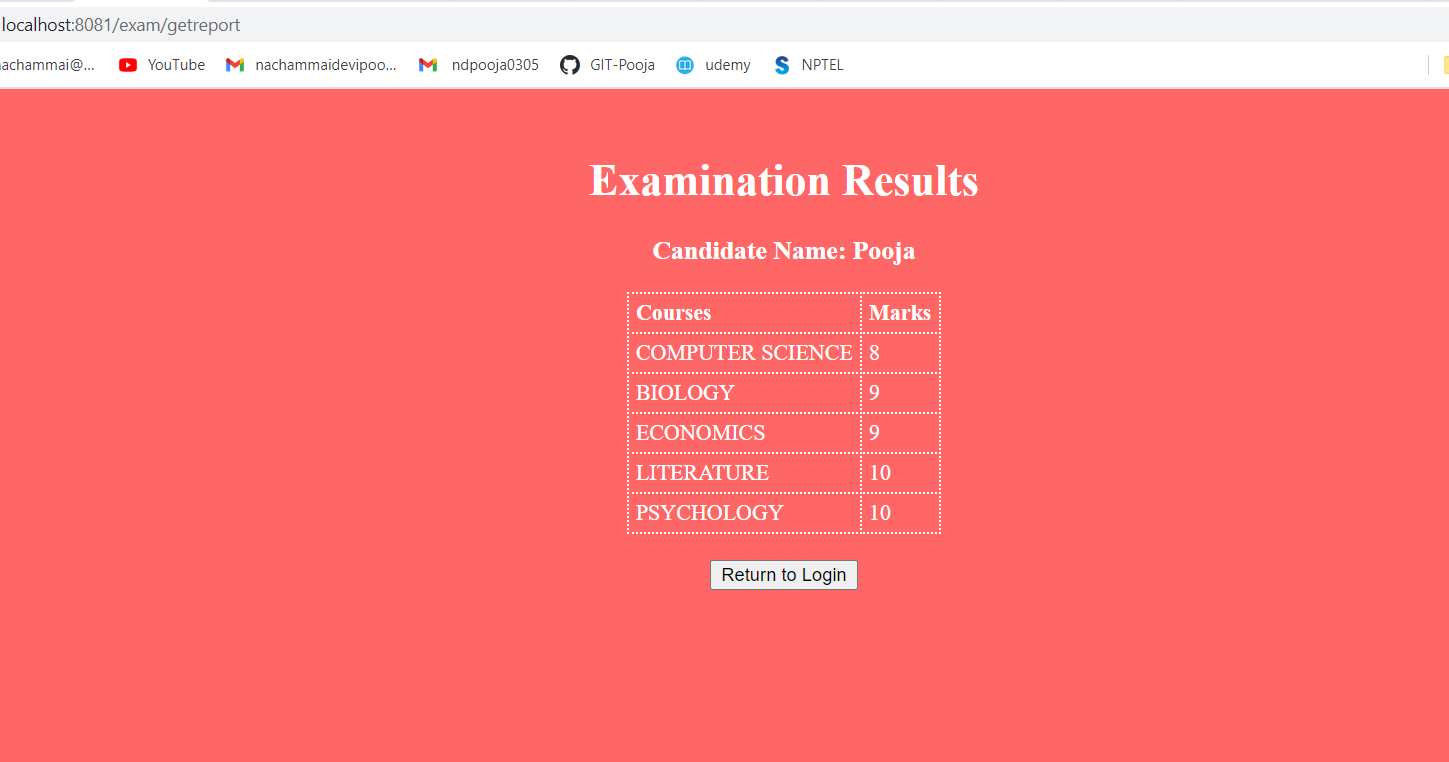 localhost:8081/exam/getreport
achammai@... YouTube nachammaidevipoo... ndpooja0305 GIT-Pooja udemy NPTEL
Examination Results
Candidate Name: Pooja
Courses Marks
COMPUTER SCIENCE 8
BIOLOGY 9
ECONOMICS 9
LITERATURE 10
PSYCHOLOGY 10
Return to Login